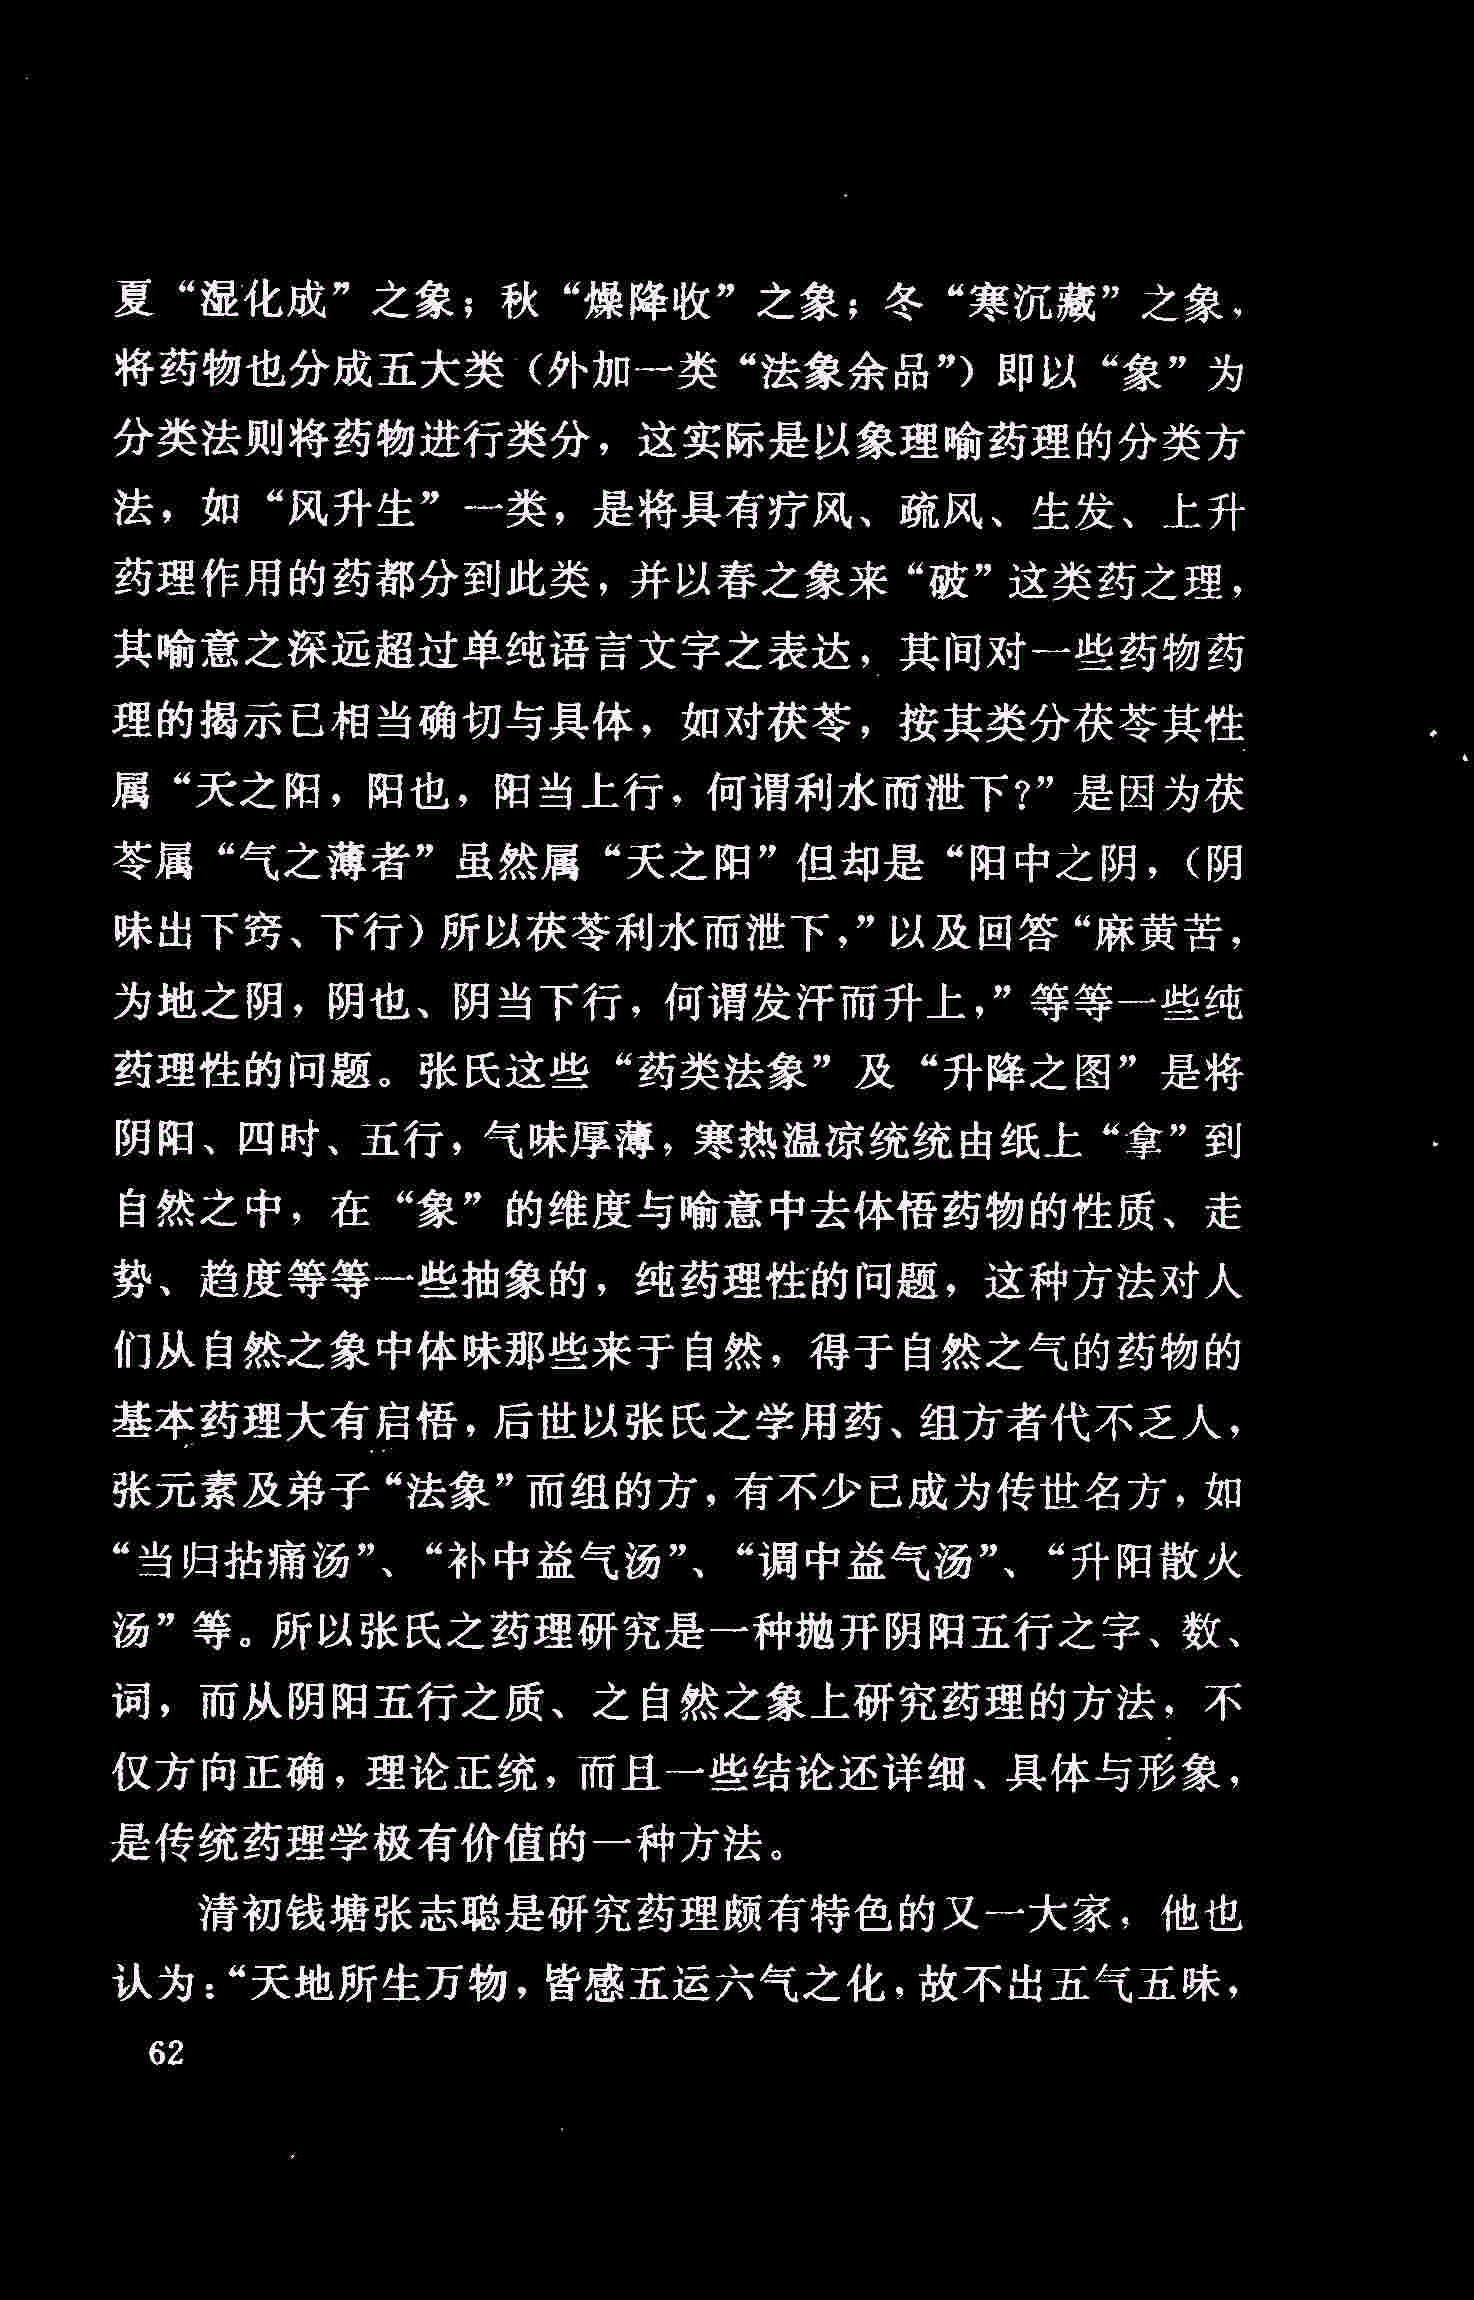 夏“湿化成”之象；秋“燥降收”之象；冬“寒沉藏”之象，
将药物也分成五大类（外加一类“法象余品”）即以“象”为
分类法则将药物进行类分，这实际是以象理喻药理的分类方
法，如“风升生”一类，是将具有疗风、疏风、生发、上升
药理作用的药都分到此类，并以春之象来“破”这类药之理，
其喻意之深远超过单纯语言文字之表达，其间对一些药物药
理的揭示已相当确切与具体，如对茯苓，按其类分茯苓其性
属“天之阳，阳也，阳当上行，何谓利水而泄下？”是因为茯
苓属“气之薄者”虽然属“天之阳”但却是“阳中之阴，（阴
味出下窍、下行）所以茯苓利水而泄下，”以及回答“麻黄苦，
为地之阴，阴也、阴当下行，何谓发汗而升上，”等等一些纯
药理性的问题。张氏这些“药类法象”及“升降之图”是将
阴阳、四时、五行，气味厚薄，寒热温凉统统由纸上“拿”到
自然之中，在“象”的维度与喻意中去体悟药物的性质、走
势、趋度等等一些抽象的，纯药理性的问题，这种方法对人
们从自然之象中体味那些来于自然，得于自然之气的药物的
基本药理大有启悟，后世以张氏之学用药、组方者代不乏人，
张元素及弟子“法象”而组的方，有不少已成为传世名方，如
“当归拈痛汤”、“补中益气汤”、“调中益气汤”、“升阳散火
汤”等。所以张氏之药理研究是一种抛开阴阳五行之字、数、
词，而从阴阳五行之质、之自然之象上研究药理的方法，不
仅方向正确，理论正统，而且一些结论还详细、具体与形象，
是传统药理学极有价值的一种方法。
清初钱塘张志聪是研究药理颇有特色的又一大家，他也
认为：“天地所生万物，皆感五运六气之化，故不出五气五味，
62